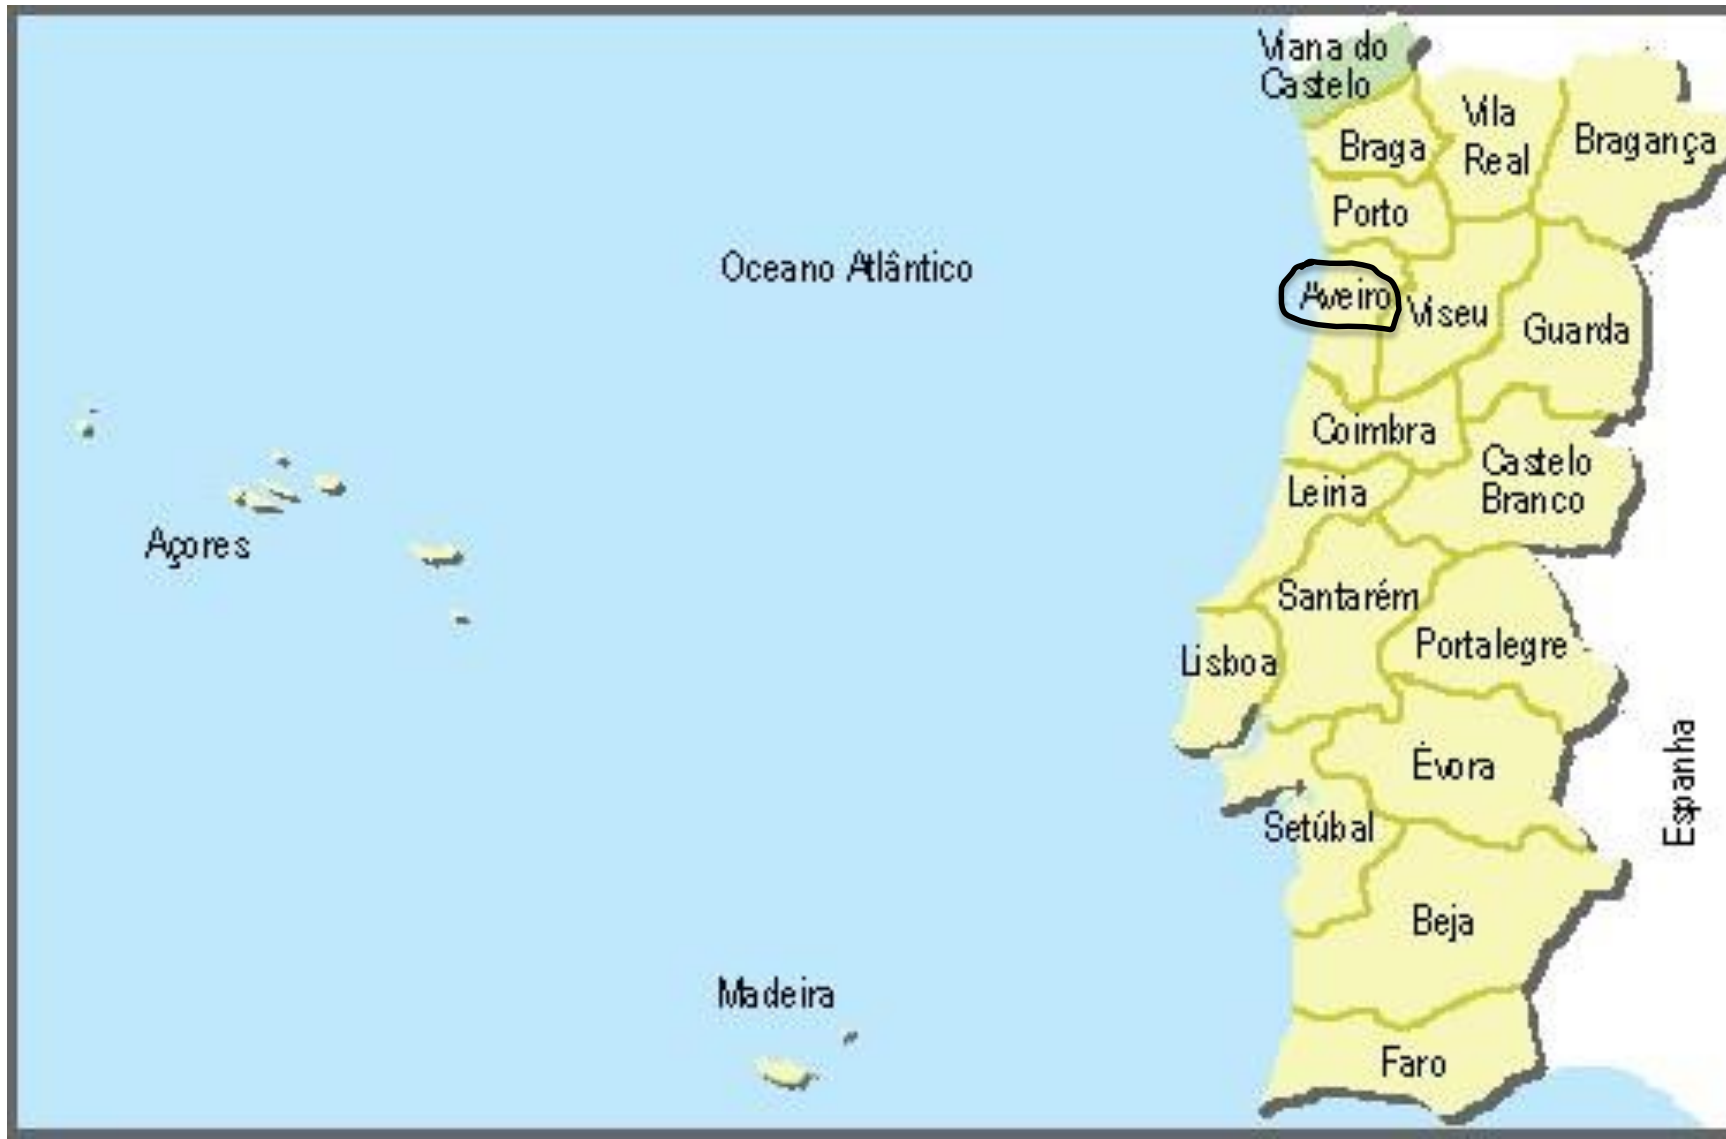 Viana do
Castelo
Braga
Vila
Real
Bragança
Porto
Oceano Atlântico
Aveiro
Viseu
Guarda
Coimbra
Castelo
Branco
Leiria
Açores
Santarém
Portalegre
Lisboa
Espanha
Évora
Setúbal
Beja
Madeira
Faro